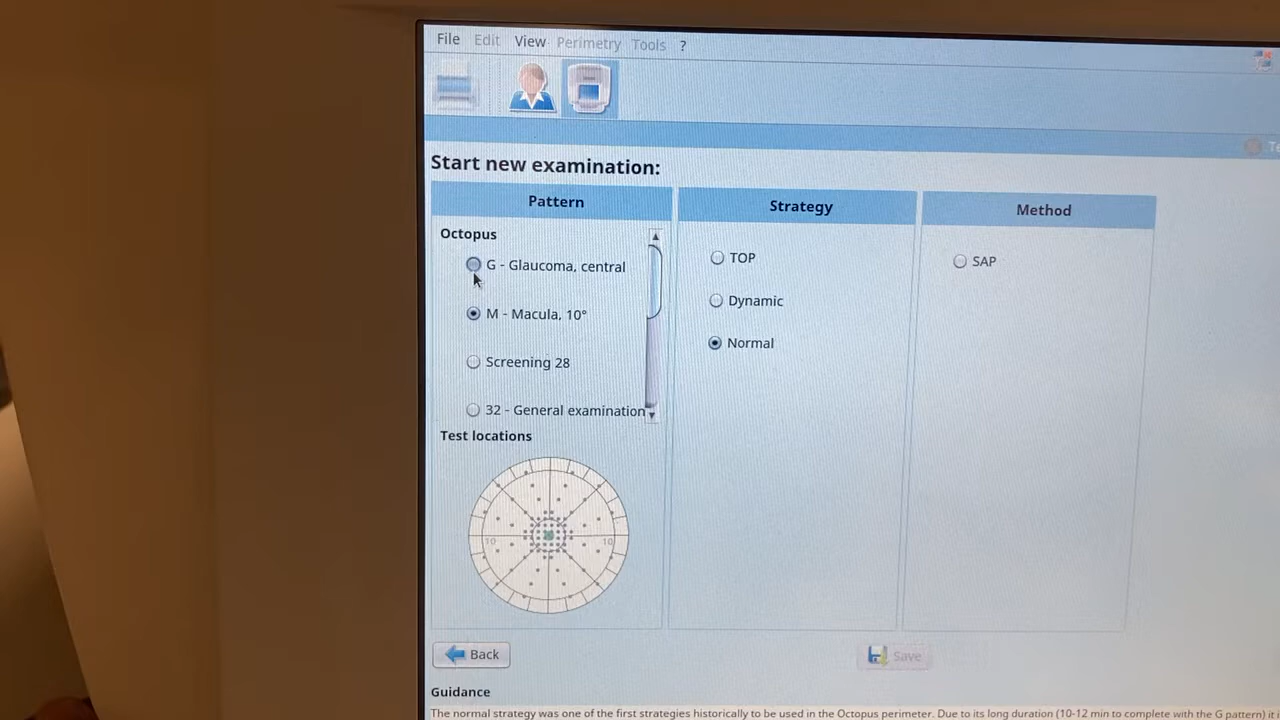 File Edit View Perimetry Tools ?
Start new examination:
Pattern Strategy Method
Octopus
G - Glaucoma, central
M - Macula, 10°
Screening 28
32 - General examination
TOP
Dynamic
Normal
SAP
Test locations
10 10
Back
Save
Guidance
The normal strategy was one of the first strategies historically to be used in the Octopus perimeter. Due to its long duration (10-12 min to complete with the G pattern) it